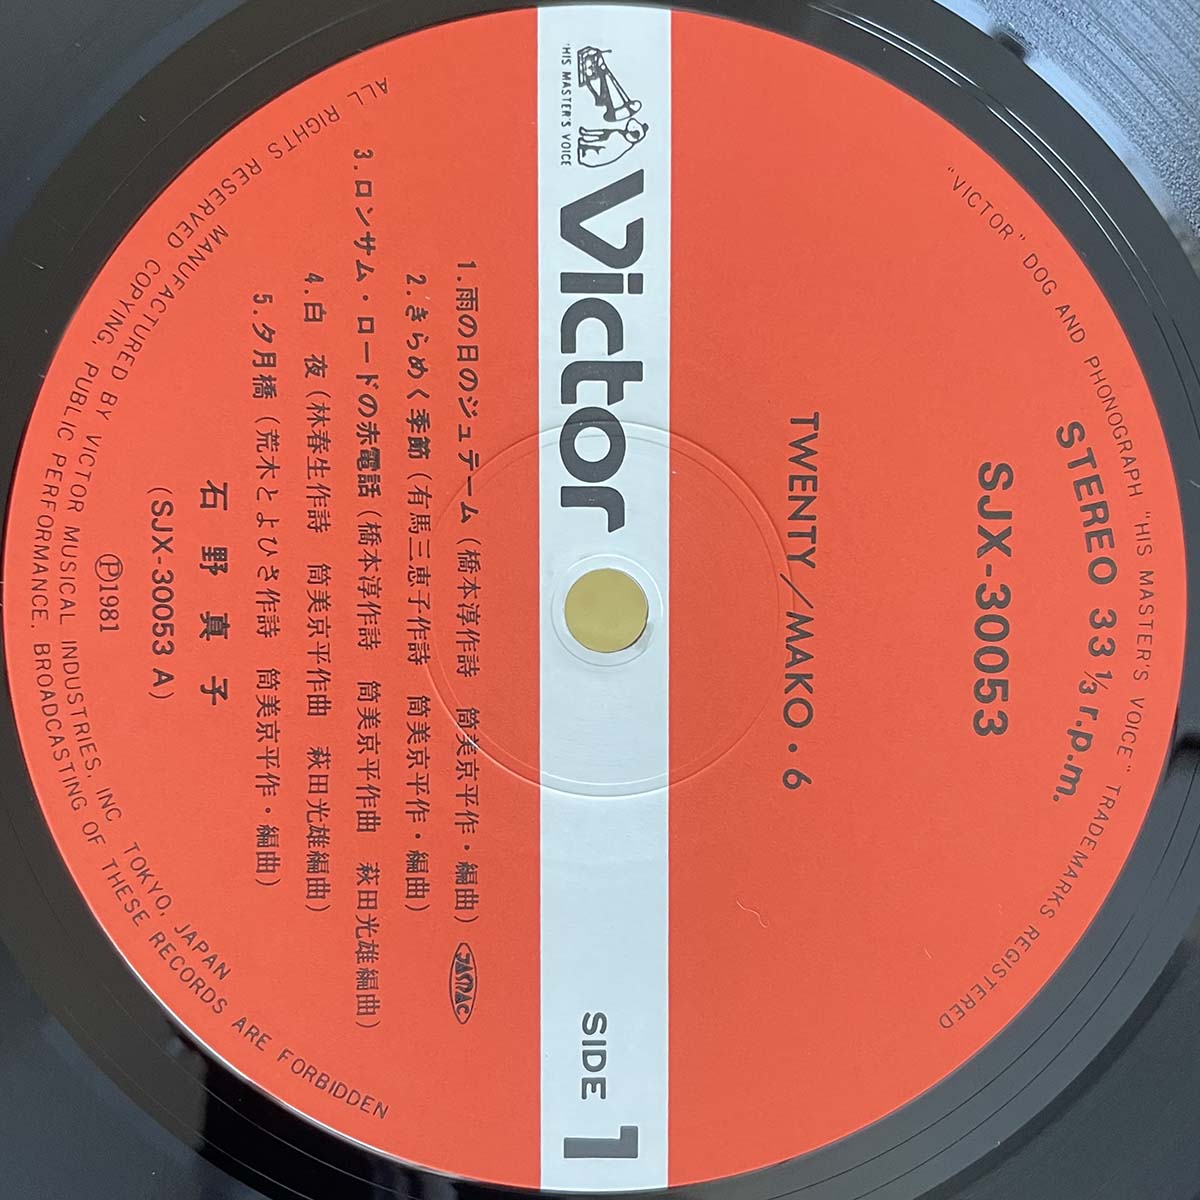 "VICTOR" DOG AND PHONOGRAPH "HIS MASTER'S VOICE" TRADEMARKS REGISTERED
STEREO 33 1/3 r.p.m.
SJX-30053
TWENTY/MAKO・6
"HIS MASTER'S VOICE"
Victor
SIDE 1
1.雨の日のジュテーム(橋本淳作詩 筒美京平作・編曲)
JASRAC
2.きらめく季節(有馬三恵子作詩 筒美京平作・編曲)
3.ロンサム・ロードの赤電話(橋本淳作詩 筒美京平作曲 萩田光雄編曲)
4.白 夜(林春生作詩 筒美京平作曲 萩田光雄編曲)
5.夕月橋(荒木とよひさ作詩 筒美京平作・編曲)
石野真子
(SJX-30053 A)
Ⓟ1981
MANUFACTURED BY VICTOR MUSICAL INDUSTRIES, INC. TOKYO, JAPAN
ALL RIGHTS RESERVED COPYING, PUBLIC PERFORMANCE, BROADCASTING OF THESE RECORDS ARE FORBIDDEN